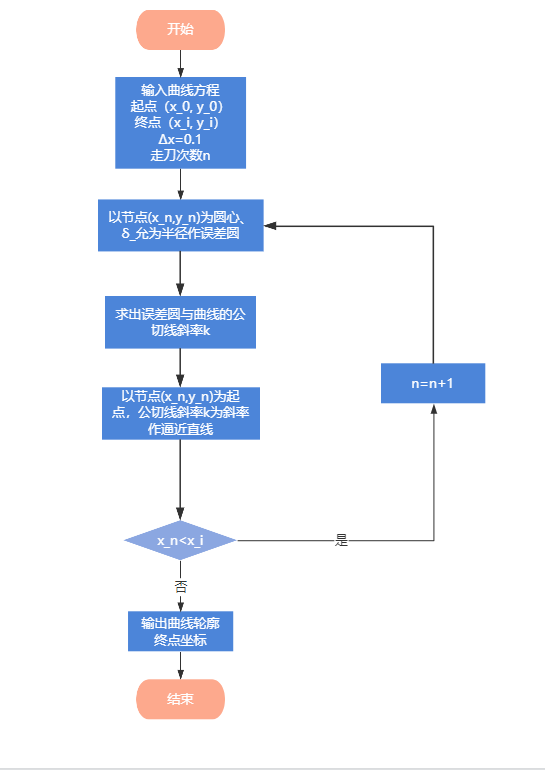 开始
输入曲线方程
起点（x_0, y_0）
终点（x_i, y_i）
Δx=0.1
走刀次数n
以节点(x_n,y_n)为圆心、
δ_允为半径作误差圆
求出误差圆与曲线的公
切线斜率k
n=n+1
以节点(x_n,y_n)为起
点，公切线斜率k为斜率
作逼近直线
x_n<x_i
是
否
输出曲线轮廓
终点坐标
结束